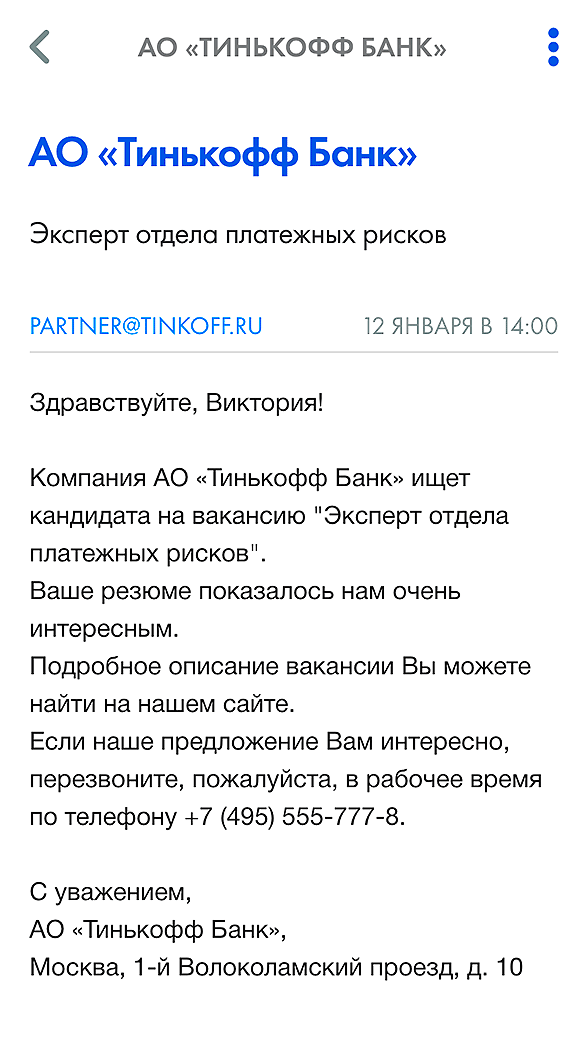 АО «ТИНЬКОФФ БАНК»
АО «Тинькофф Банк»
Эксперт отдела платежных рисков
PARTNER@TINKOFF.RU 12 ЯНВАРЯ В 14:00
Здравствуйте, Виктория!
Компания АО «Тинькофф Банк» ищет
кандидата на вакансию "Эксперт отдела
платежных рисков".
Ваше резюме показалось нам очень
интересным.
Подробное описание вакансии Вы можете
найти на нашем сайте.
Если наше предложение Вам интересно,
перезвоните, пожалуйста, в рабочее время
по телефону +7 (495) 555-777-8.
С уважением,
АО «Тинькофф Банк»,
Москва, 1-й Волоколамский проезд, д. 10